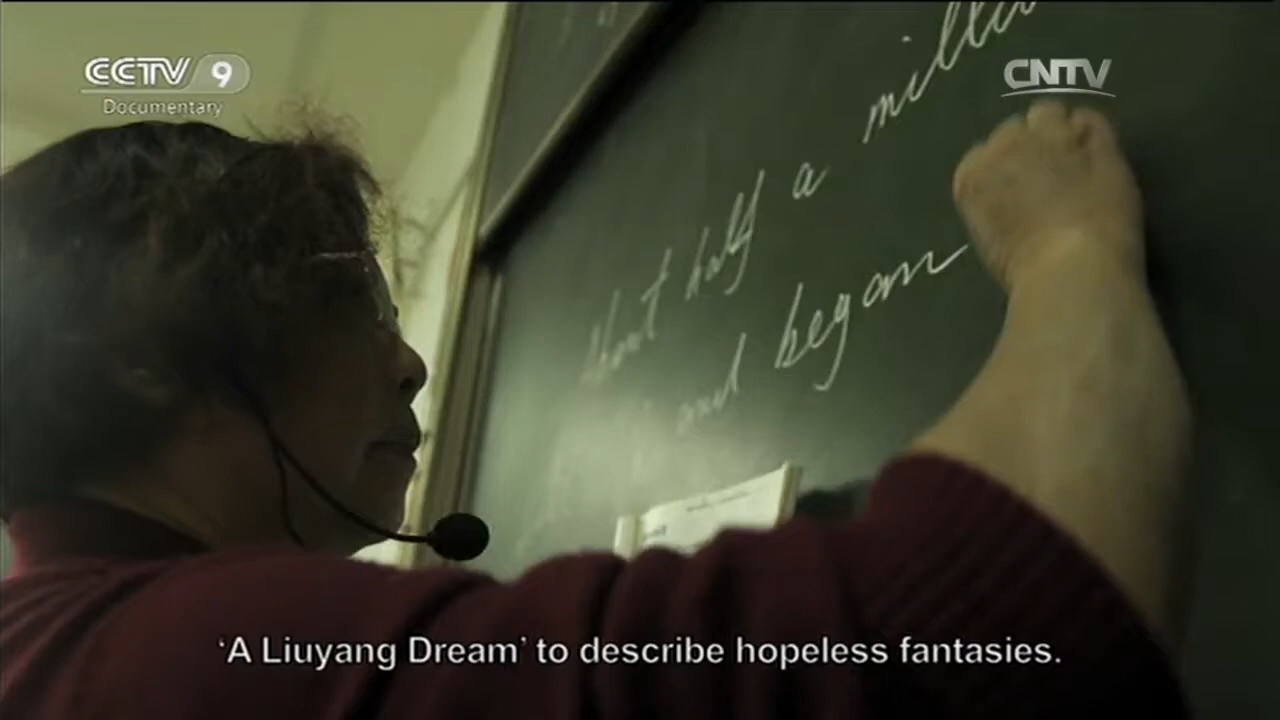 CCTV 9
Documentary
CNTV
about half a
and began
'A Liuyang Dream' to describe hopeless fantasies.